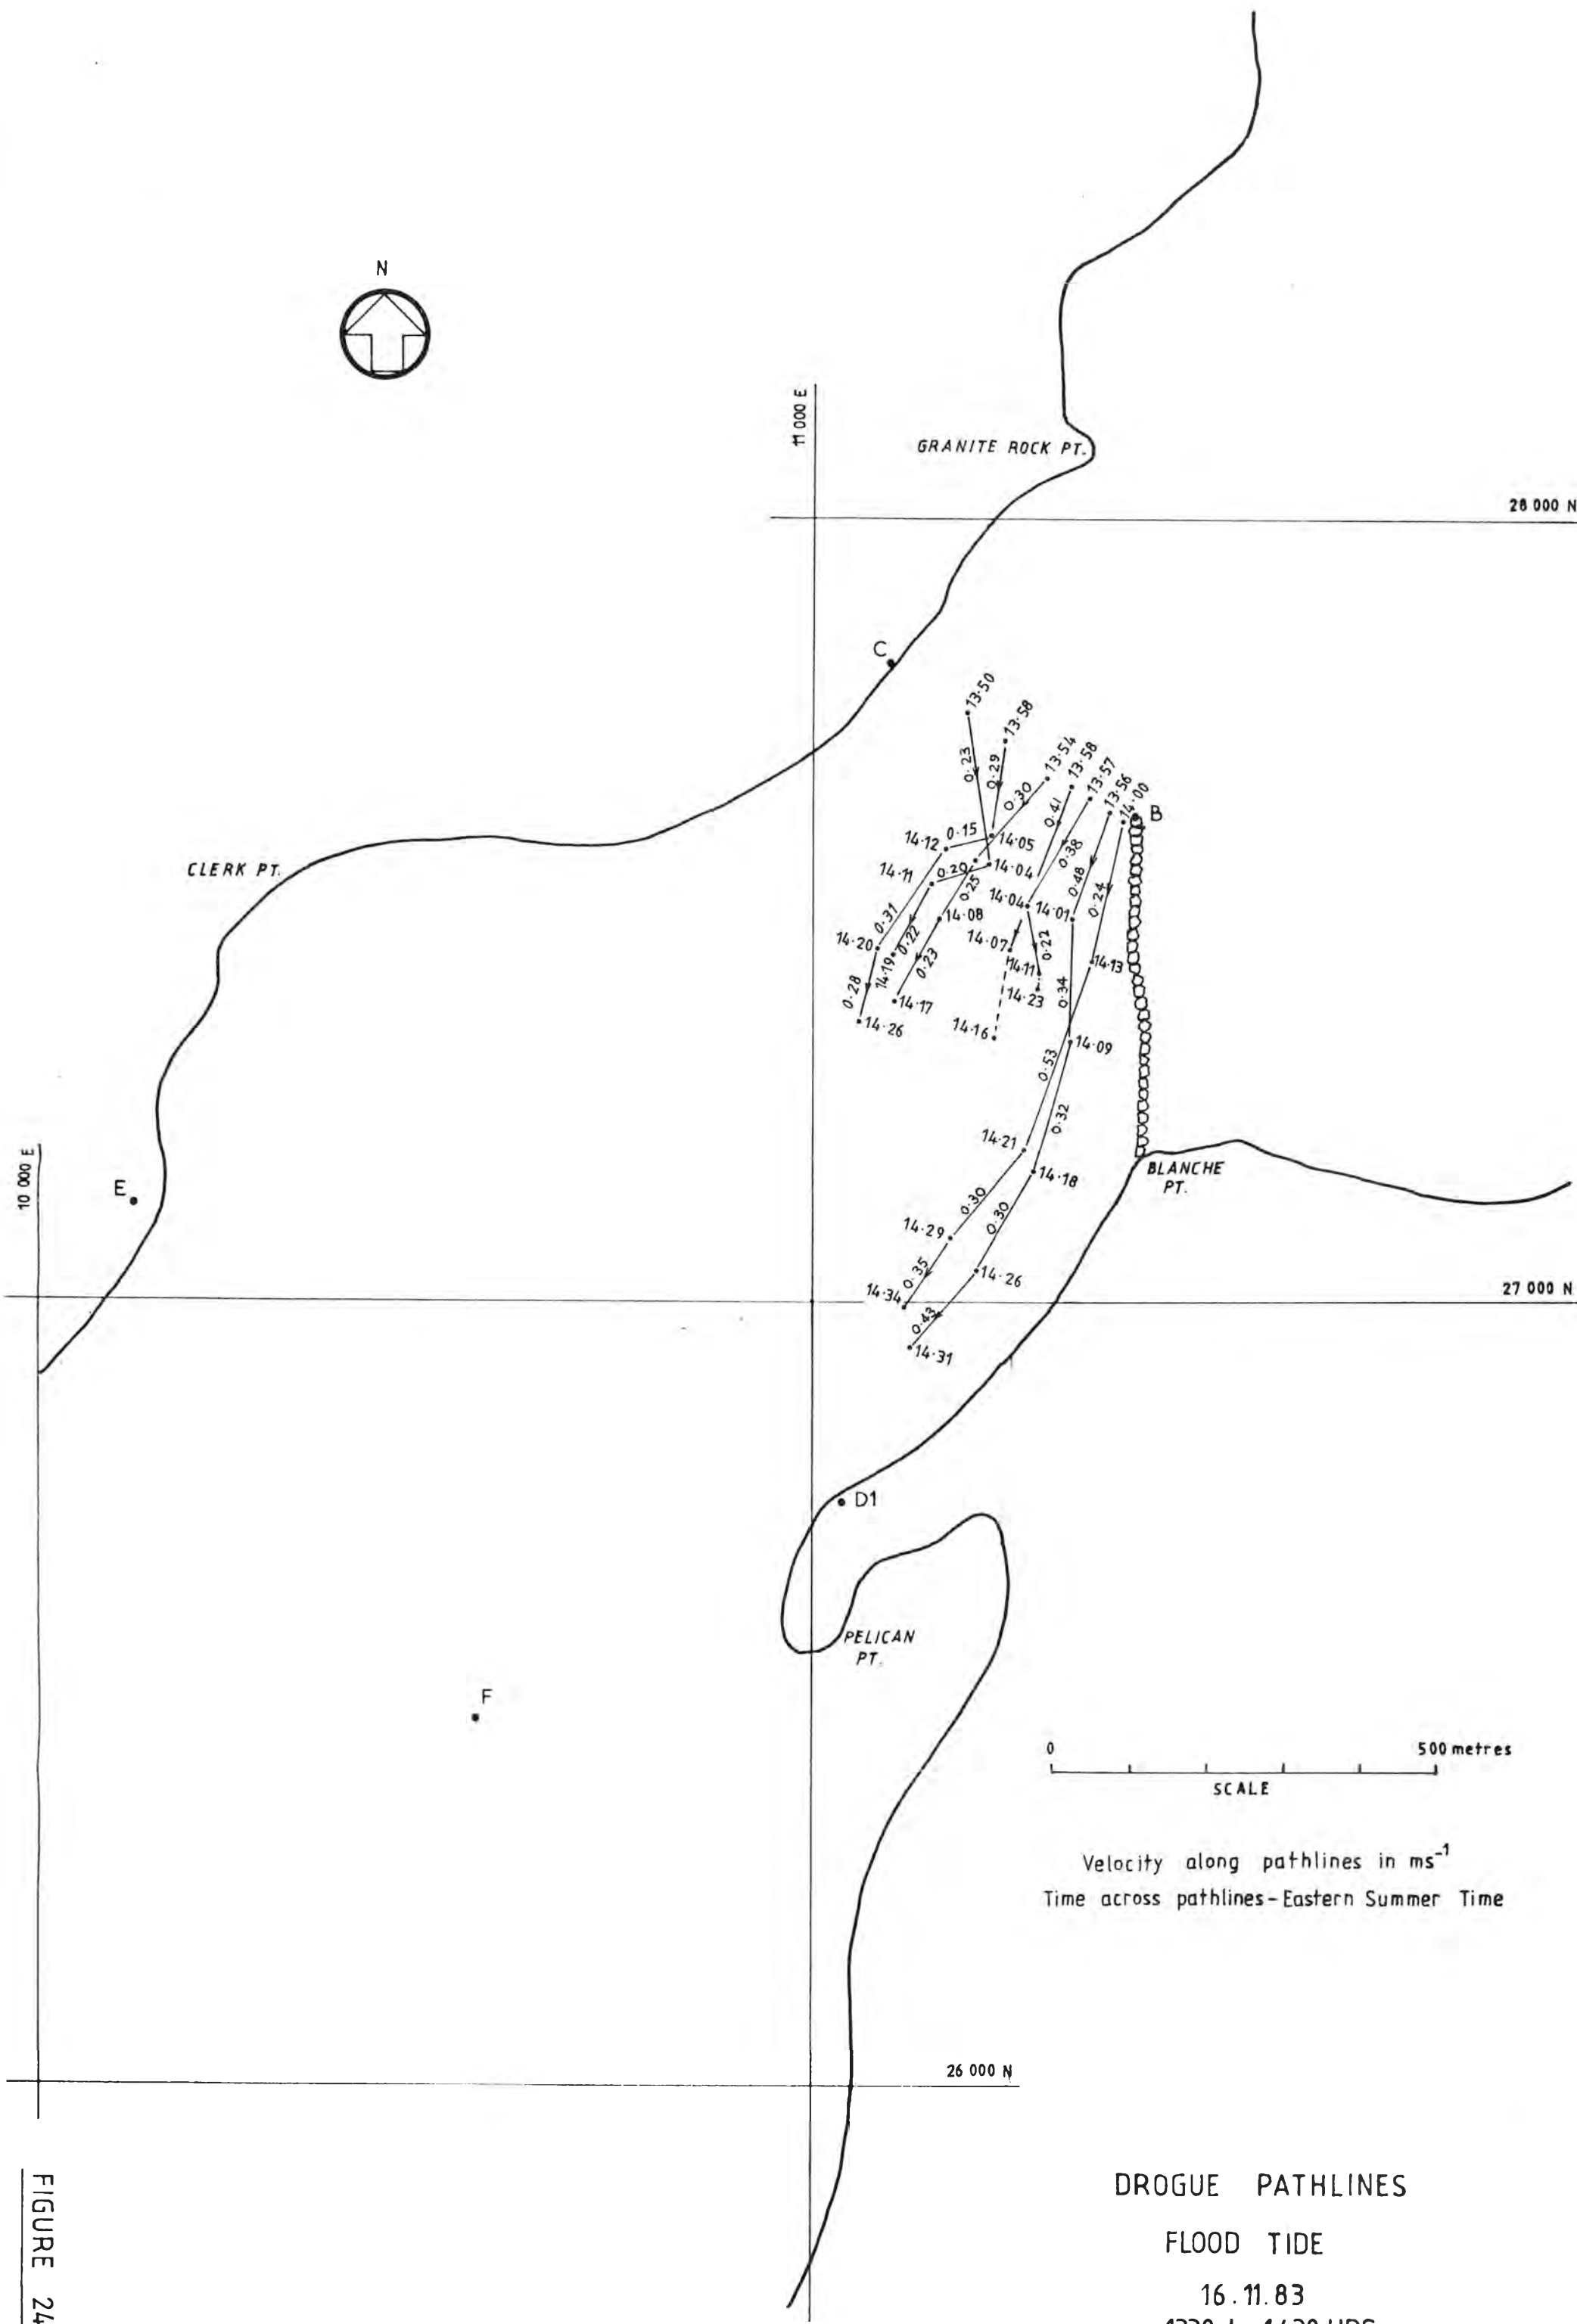 N
11 000 E
GRANITE ROCK PT.
28 000 N
C
13·50
13·58
13·54
13·58
13·57
13·56
14·00
B
0·23
0·29
0·30
0·41
0·38
0·48
0·24
14·12
0·15
14·05
CLERK PT.
14·11
0·20
14·04
0·25
14·04
14·01
14·08
0·31
0·22
0·23
14·20
14·19
14·07
0·22
14·11
14·13
14·23
0·34
0·28
14·17
14·26
14·16
14·09
0·53
0·32
14·21
14·18
BLANCHE
PT.
10 000 E
E
0·30
0·30
14·29
14·26
0·35
14·34
0·43
14·31
27 000 N
D1
PELICAN
PT.
F
0
500 metres
SCALE
Velocity along pathlines in ms⁻¹
Time across pathlines - Eastern Summer Time
26 000 N
DROGUE PATHLINES
FLOOD TIDE
16.11.83
FIGURE 24